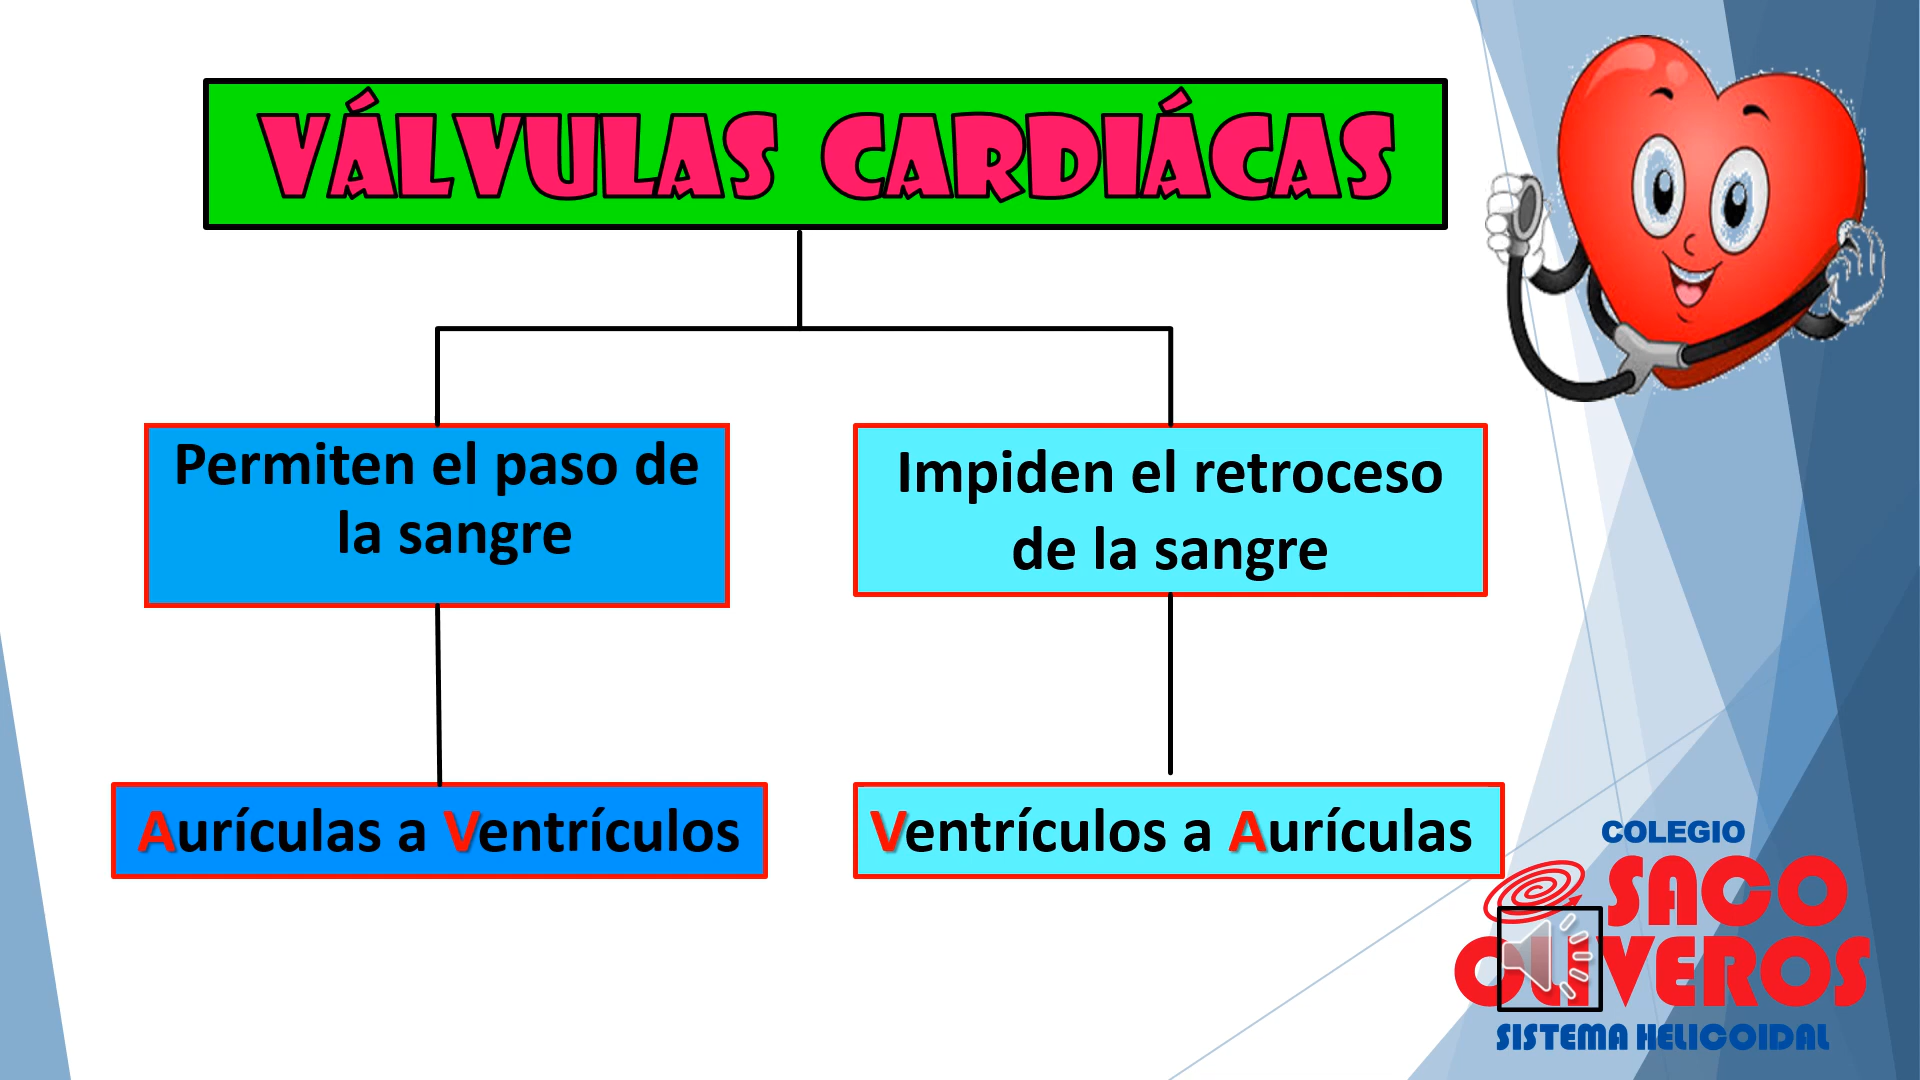 VÁLVULAS CARDIÁCAS
Permiten el paso de
la sangre
Impiden el retroceso
de la sangre
Aurículas a Ventrículos
Ventrículos a Aurículas
COLEGIO
SACO
OLIVEROS
SISTEMA HELICOIDAL